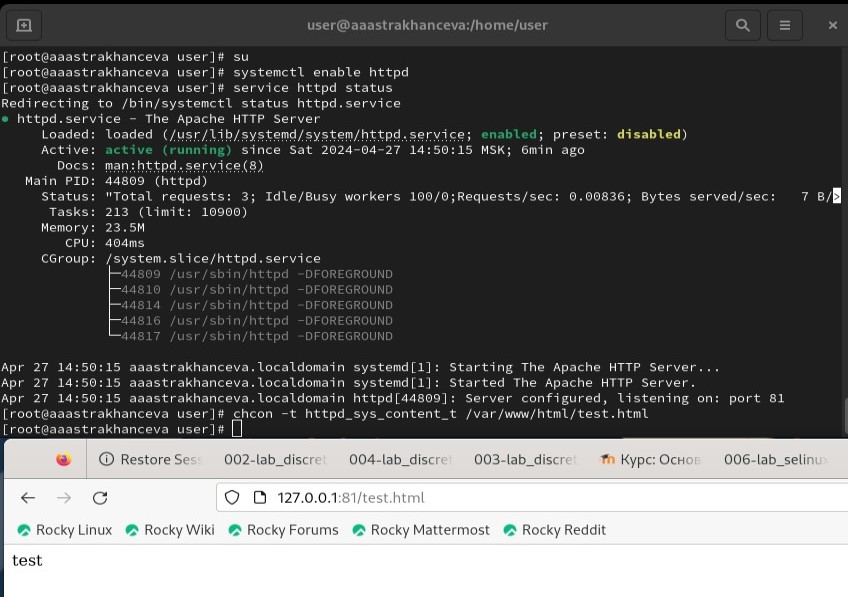 user@aaastrakhanceva:/home/user
[root@aaastrakhanceva user]# su
[root@aaastrakhanceva user]# systemctl enable httpd
[root@aaastrakhanceva user]# service httpd status
Redirecting to /bin/systemctl status httpd.service
● httpd.service - The Apache HTTP Server
Loaded: loaded (/usr/lib/systemd/system/httpd.service; enabled; preset: disabled)
Active: active (running) since Sat 2024-04-27 14:50:15 MSK; 6min ago
Docs: man:httpd.service(8)
Main PID: 44809 (httpd)
Status: "Total requests: 3; Idle/Busy workers 100/0;Requests/sec: 0.00836; Bytes served/sec:   7 B/>
Tasks: 213 (limit: 10900)
Memory: 23.5M
CPU: 404ms
CGroup: /system.slice/httpd.service
├─44809 /usr/sbin/httpd -DFOREGROUND
├─44810 /usr/sbin/httpd -DFOREGROUND
├─44814 /usr/sbin/httpd -DFOREGROUND
├─44816 /usr/sbin/httpd -DFOREGROUND
└─44817 /usr/sbin/httpd -DFOREGROUND
Apr 27 14:50:15 aaastrakhanceva.localdomain systemd[1]: Starting The Apache HTTP Server...
Apr 27 14:50:15 aaastrakhanceva.localdomain systemd[1]: Started The Apache HTTP Server.
Apr 27 14:50:15 aaastrakhanceva.localdomain httpd[44809]: Server configured, listening on: port 81
[root@aaastrakhanceva user]# chcon -t httpd_sys_content_t /var/www/html/test.html
[root@aaastrakhanceva user]#
Restore Ses 002-lab_discret 004-lab_discret 003-lab_discret Курс: Основ 006-lab_selinux
127.0.0.1:81/test.html
Rocky Linux Rocky Wiki Rocky Forums Rocky Mattermost Rocky Reddit
test